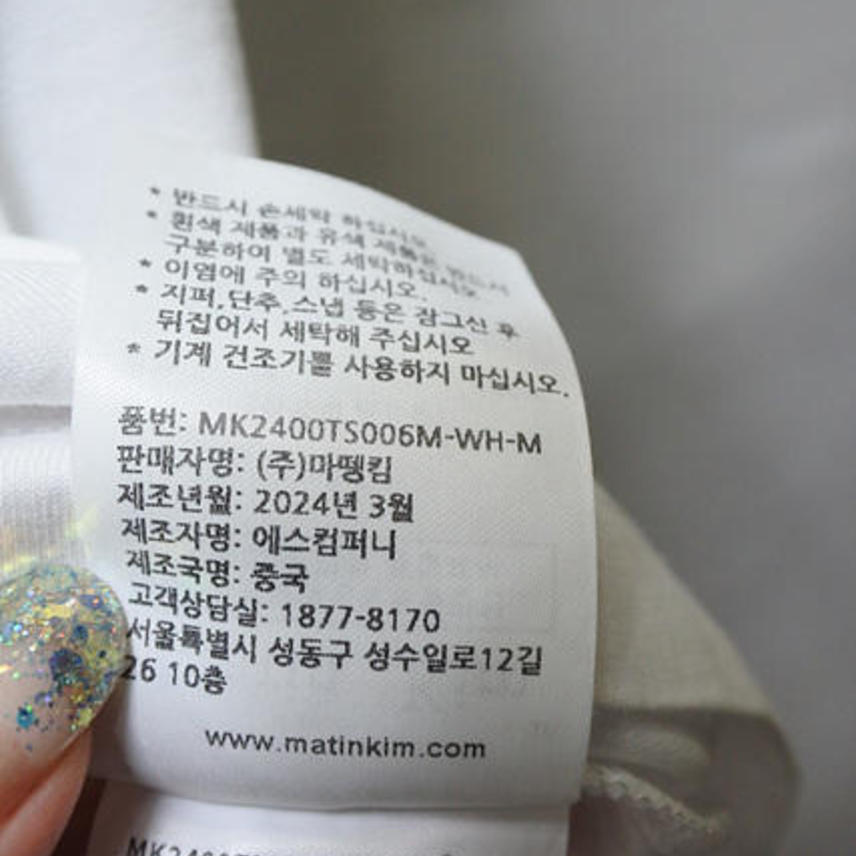 * 반드시 손세탁 하십시오.
* 흰색 제품과 유색 제품은 반드시
구분하여 별도 세탁하십시오
* 이염에 주의 하십시오.
* 지퍼,단추,스냅 등은 잠그신 후
뒤집어서 세탁해 주십시오
* 기계 건조기를 사용하지 마십시오.
품번: MK2400TS006M-WH-M
판매자명: (주)마뗑킴
제조년월: 2024년 3월
제조자명: 에스컴퍼니
제조국명: 중국
고객상담실: 1877-8170
서울특별시 성동구 성수일로12길
26 10층
www.matinkim.com